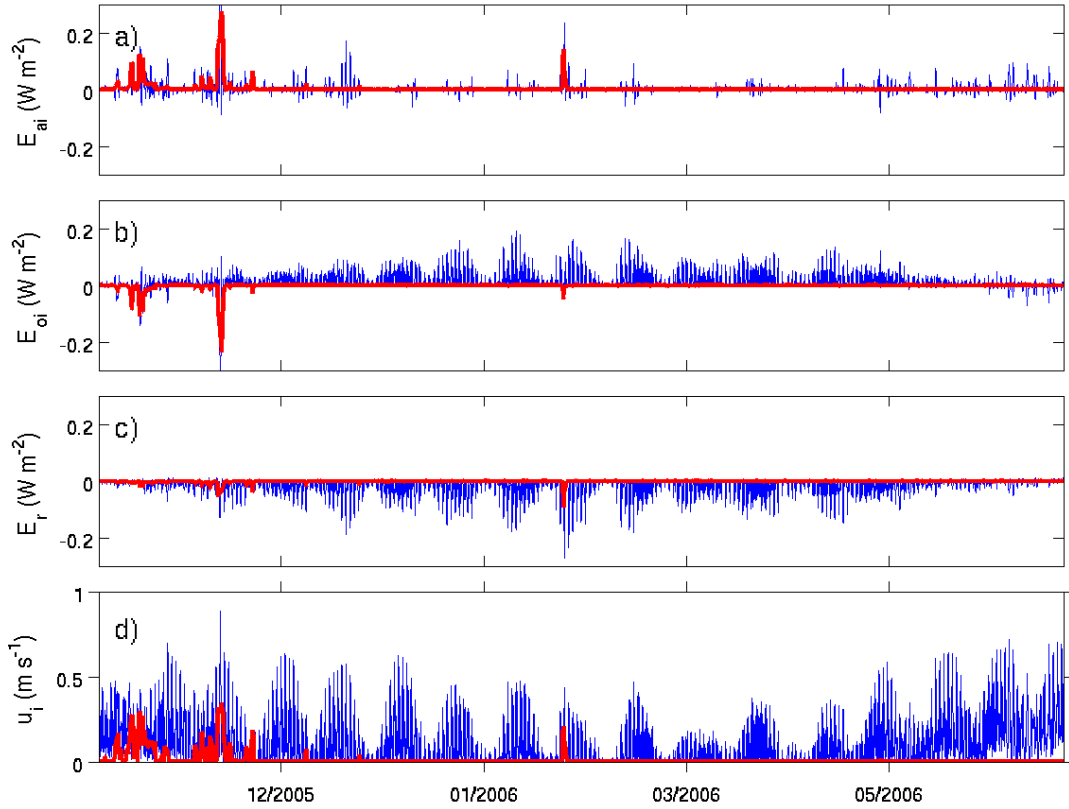 a)
0.2
0
-0.2
E_ai (W m^-2)
b)
0.2
0
-0.2
E_oi (W m^-2)
c)
0.2
0
-0.2
E_r (W m^-2)
d)
1
0.5
0
u_i (m s^-1)
12/2005 01/2006 03/2006 05/2006